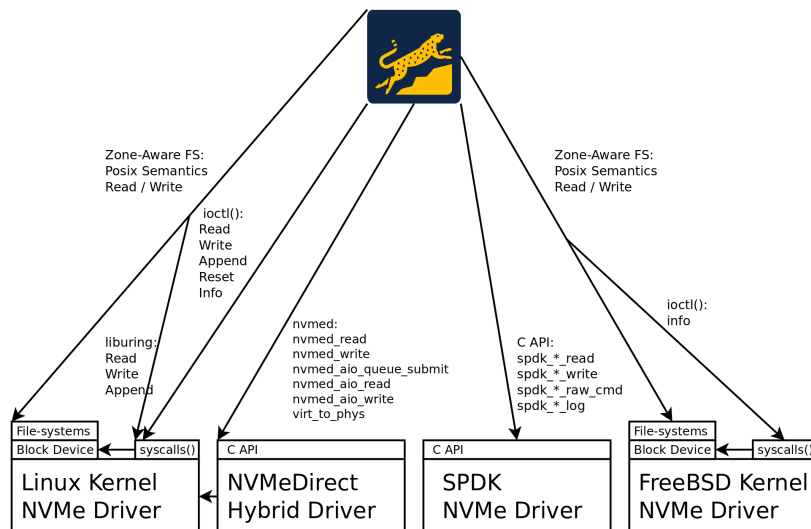 Zone-Aware FS:
Posix Semantics
Read / Write
Zone-Aware FS:
Posix Semantics
Read / Write
ioctl():
Read
Write
Append
Reset
Info
ioctl():
info
liburing:
Read
Write
Append
nvmed:
nvmed_read
nvmed_write
nvmed_aio_queue_submit
nvmed_aio_read
nvmed_aio_write
virt_to_phys
C API:
spdk_*_read
spdk_*_write
spdk_*_raw_cmd
spdk_*_log
File-systems
Block Device
syscalls()
Linux Kernel
NVMe Driver
C API
NVMeDirect
Hybrid Driver
C API
SPDK
NVMe Driver
File-systems
Block Device
syscalls()
FreeBSD Kernel
NVMe Driver